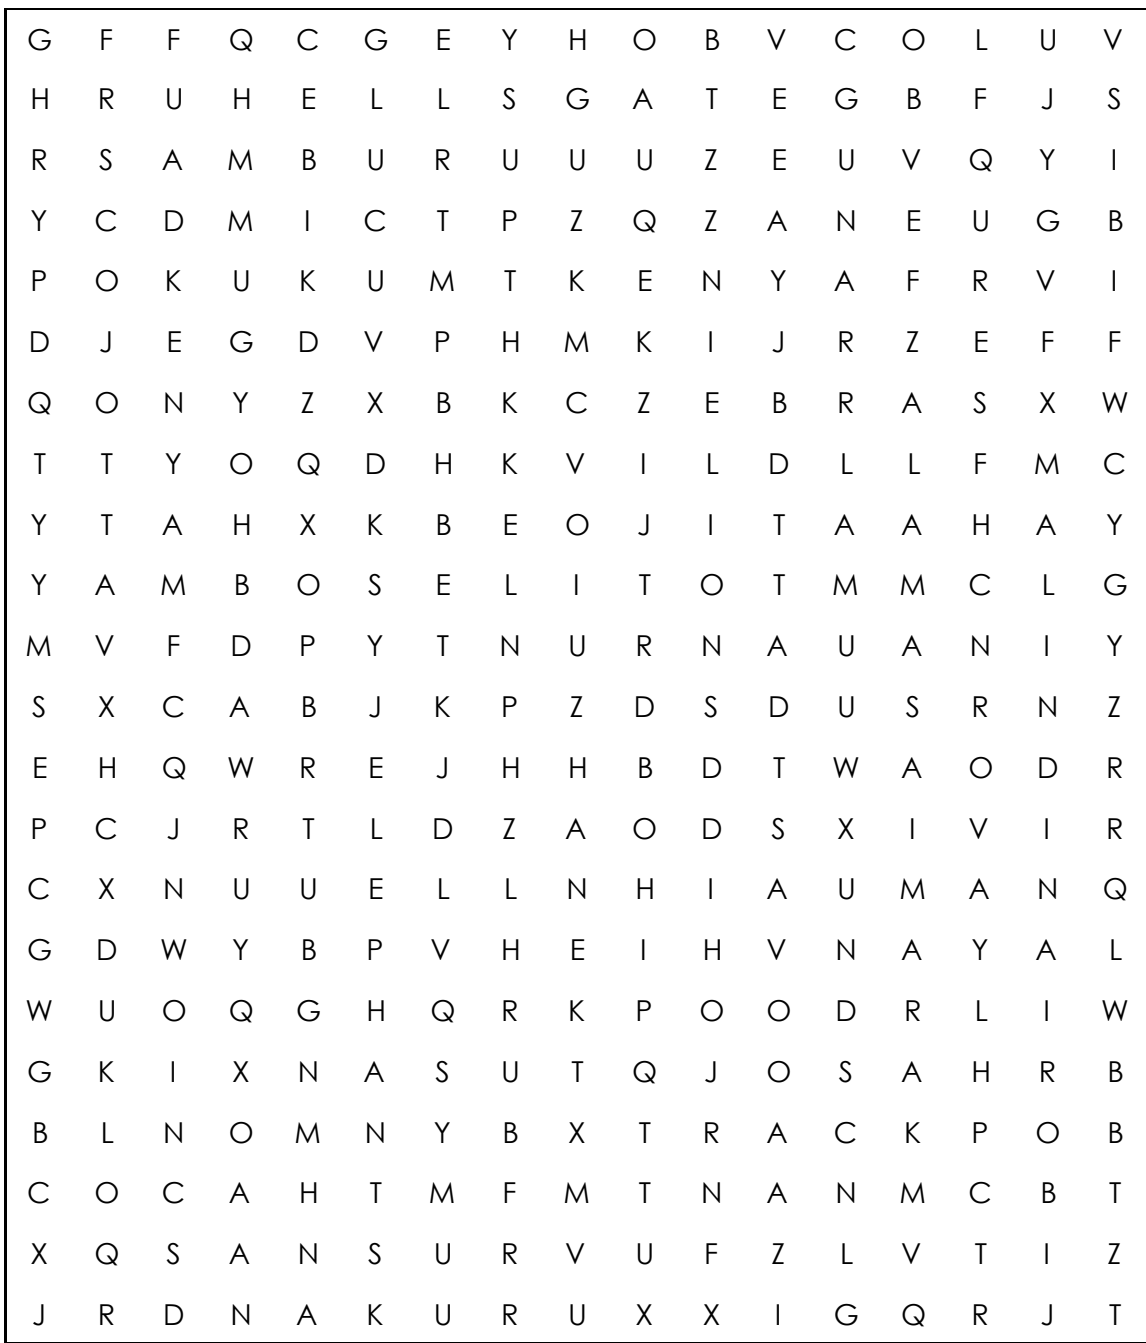 G F F Q C G E Y H O B V C O L U V
H R U H E L L S G A T E G B F J S
R S A M B U R U U U Z E U V Q Y I
Y C D M I C T P Z Q Z A N E U G B
P O K U K U M T K E N Y A F R V I
D J E G D V P H M K I J R Z E F F
Q O N Y Z X B K C Z E B R A S X W
T T Y O Q D H K V I L D L L F M C
Y T A H X K B E O J I T A A H A Y
Y A M B O S E L I T O T M M C L G
M V F D P Y T N U R N A U A N I Y
S X C A B J K P Z D S D U S R N Z
E H Q W R E J H H B D T W A O D R
P C J R T L D Z A O D S X I V I R
C X N U U E L L N H I A U M A N Q
G D W Y B P V H E I H V N A Y A L
W U O Q G H Q R K P O O D R L I W
G K I X N A S U T Q J O S A H R B
B L N O M N Y B X T R A C K P O B
C O C A H T M F M T N A N M C B T
X Q S A N S U R V U F Z L V T I Z
J R D N A K U R U X X I G Q R J T